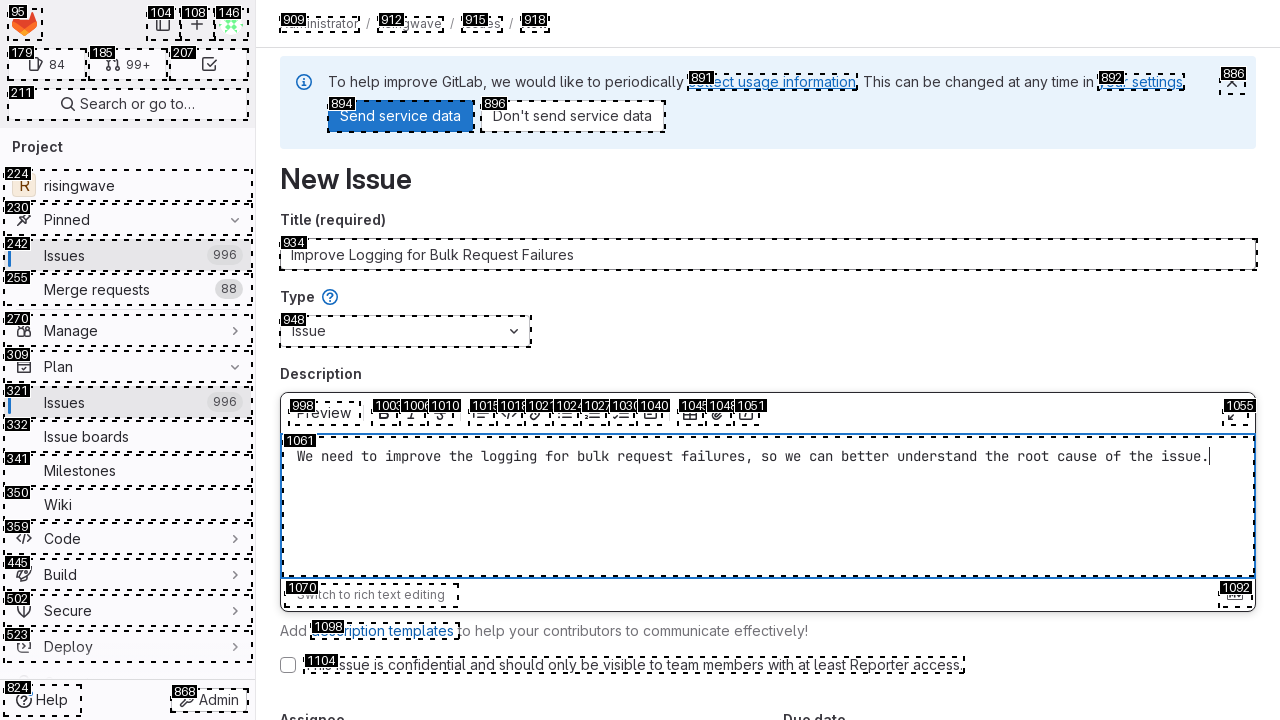 95
104
108
146
179
84
185
99+
207
211
Search or go to…
Project
224
R
risingwave
230
Pinned
242
Issues
996
255
Merge requests
88
270
Manage
309
Plan
321
Issues
996
332
Issue boards
341
Milestones
350
Wiki
359
Code
445
Build
502
Secure
523
Deploy
824
Help
868
Admin
909
/
912
/
915
/
918
To help improve GitLab, we would like to periodically
891
usage information. This can be changed at any time in
892
settings.
886
894
Send service data
896
Don't send service data
New Issue
Title (required)
934
Improve Logging for Bulk Request Failures
Type
948
Issue
Description
998
Preview
1003
1006
1010
1015
1018
1021
1024
1027
1030
1040
1045
1048
1051
1055
1061
We need to improve the logging for bulk request failures, so we can better understand the root cause of the issue.
1070
Switch to rich text editing
1092
Add
1098
description templates to help your contributors to communicate effectively!
1104
This issue is confidential and should only be visible to team members with at least Reporter access.
Assignee
Due date